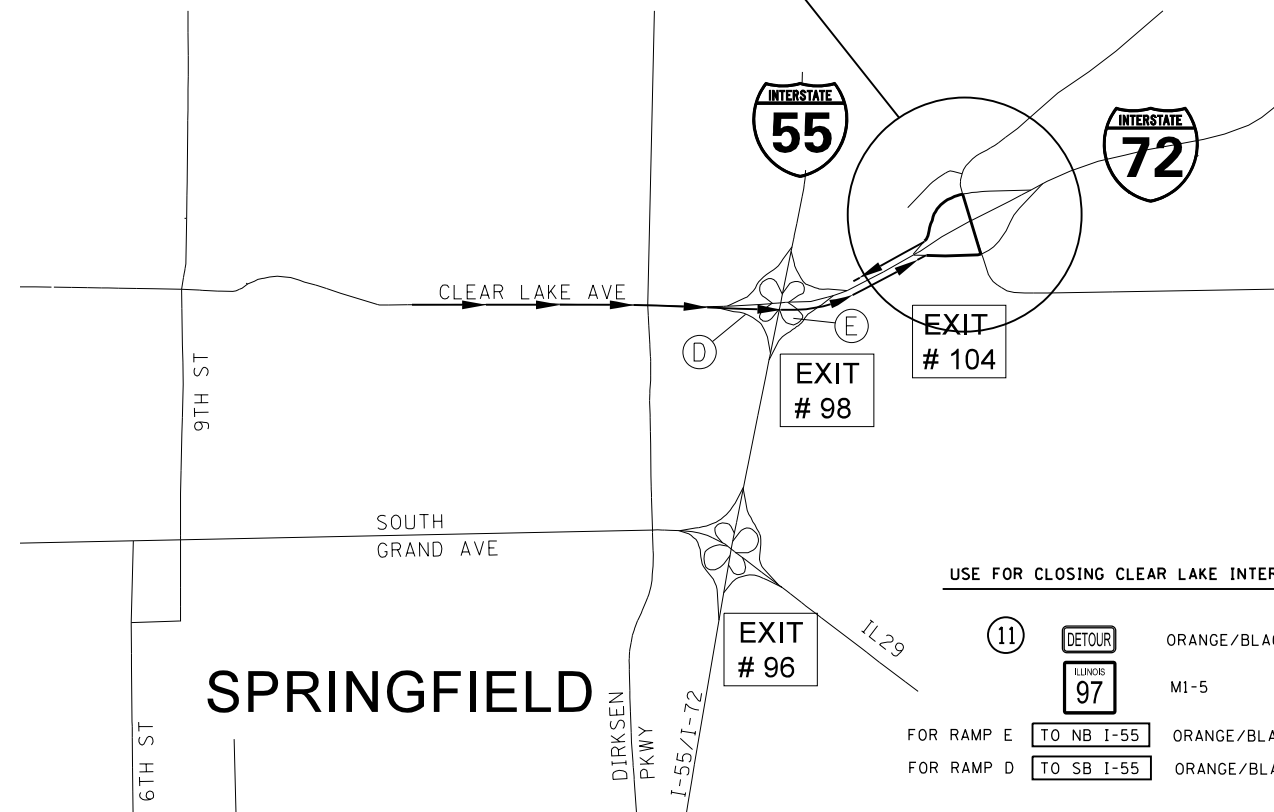 INTERSTATE
55
INTERSTATE
72
CLEAR LAKE AVE
D
E
EXIT
# 104
EXIT
# 98
9TH ST
SOUTH
GRAND AVE
USE FOR CLOSING CLEAR LAKE INTER
11
DETOUR
ORANGE/BLA
ILLINOIS
97
M1-5
FOR RAMP E TO NB I-55 ORANGE/BLA
FOR RAMP D TO SB I-55 ORANGE/BLA
EXIT
# 96
IL29
SPRINGFIELD
DIRKSEN
PKWY
I-55/I-72
6TH ST